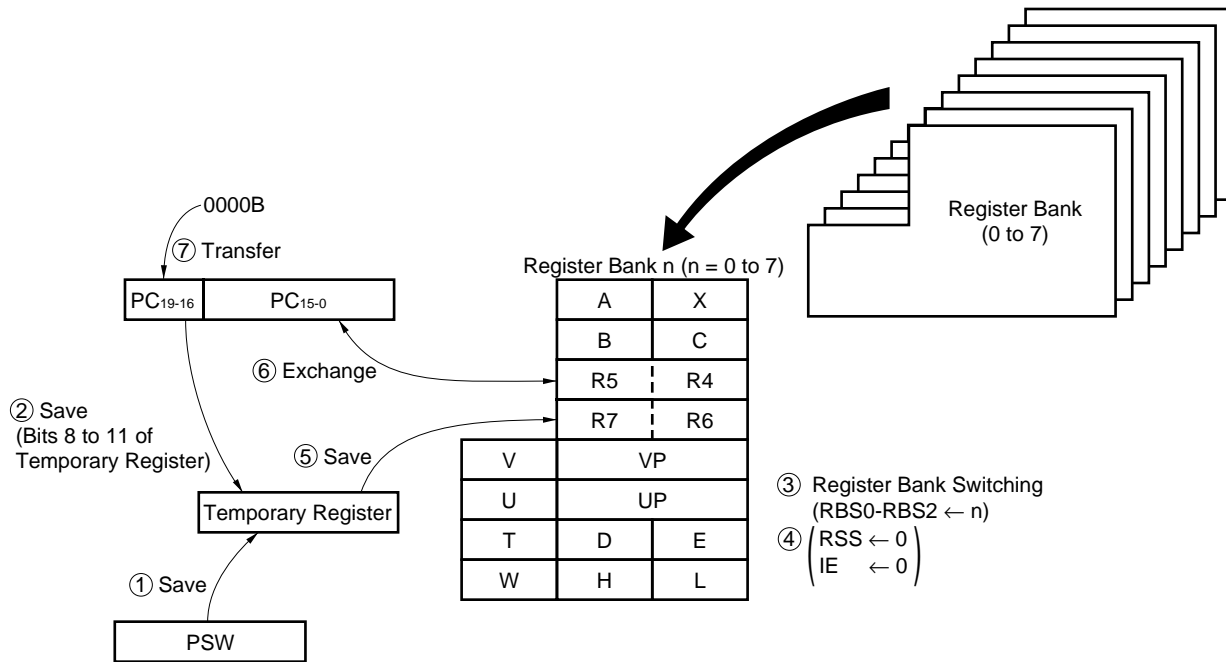 Register Bank
(0 to 7)
0000B
⑦ Transfer
Register Bank n (n = 0 to 7)
PC19-16
PC15-0
A
X
B
C
⑥ Exchange
R5
R4
R7
R6
② Save
(Bits 8 to 11 of
Temporary Register)
⑤ Save
V
VP
U
UP
③ Register Bank Switching
(RBS0-RBS2 ← n)
Temporary Register
④ RSS ← 0
IE ← 0
T
D
E
W
H
L
① Save
PSW